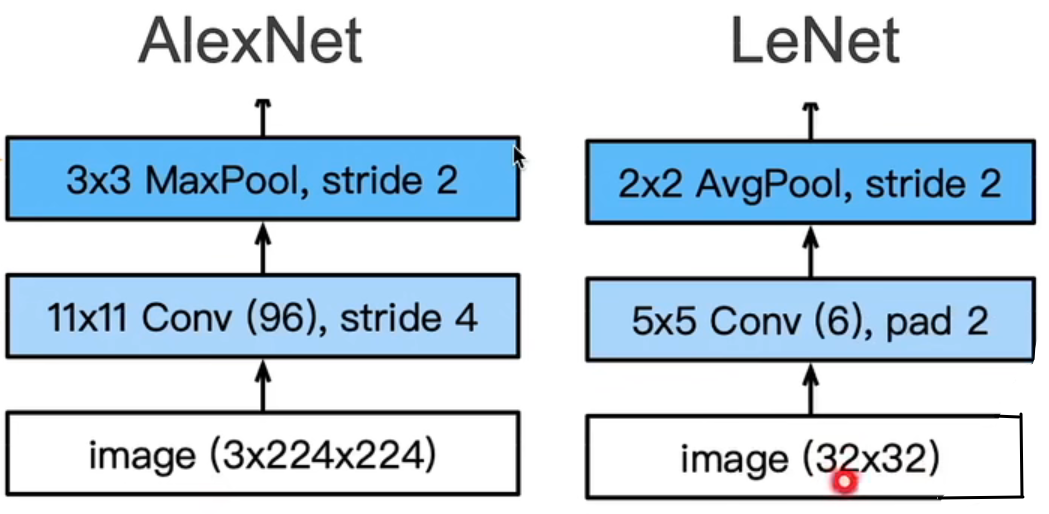 AlexNet
3x3 MaxPool, stride 2
11x11 Conv (96), stride 4
image (3x224x224)
LeNet
2x2 AvgPool, stride 2
5x5 Conv (6), pad 2
image (32x32)